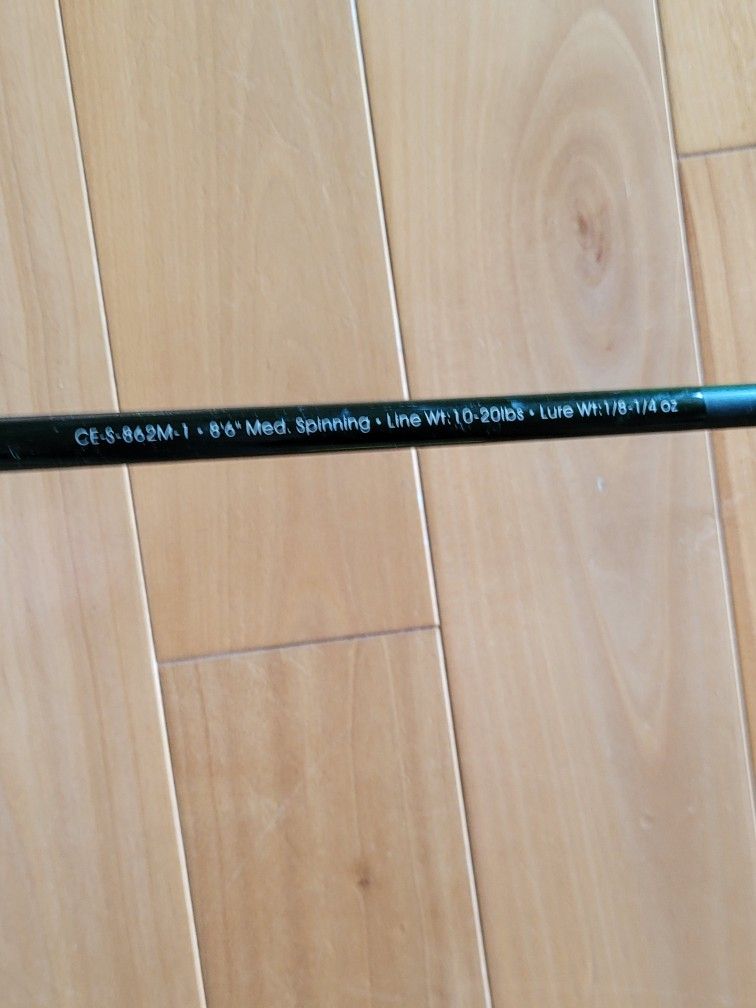 CE-S-862M-1 • 8'6" Med. Spinning • Line Wt:10-20lbs • Lure Wt:1/8-1/4 oz